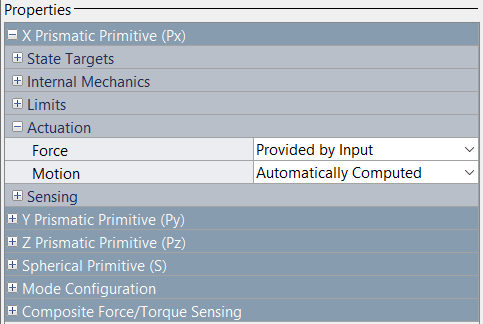 Properties
X Prismatic Primitive (Px)
State Targets
Internal Mechanics
Limits
Actuation
Force Provided by Input
Motion Automatically Computed
Sensing
Y Prismatic Primitive (Py)
Z Prismatic Primitive (Pz)
Spherical Primitive (S)
Mode Configuration
Composite Force/Torque Sensing